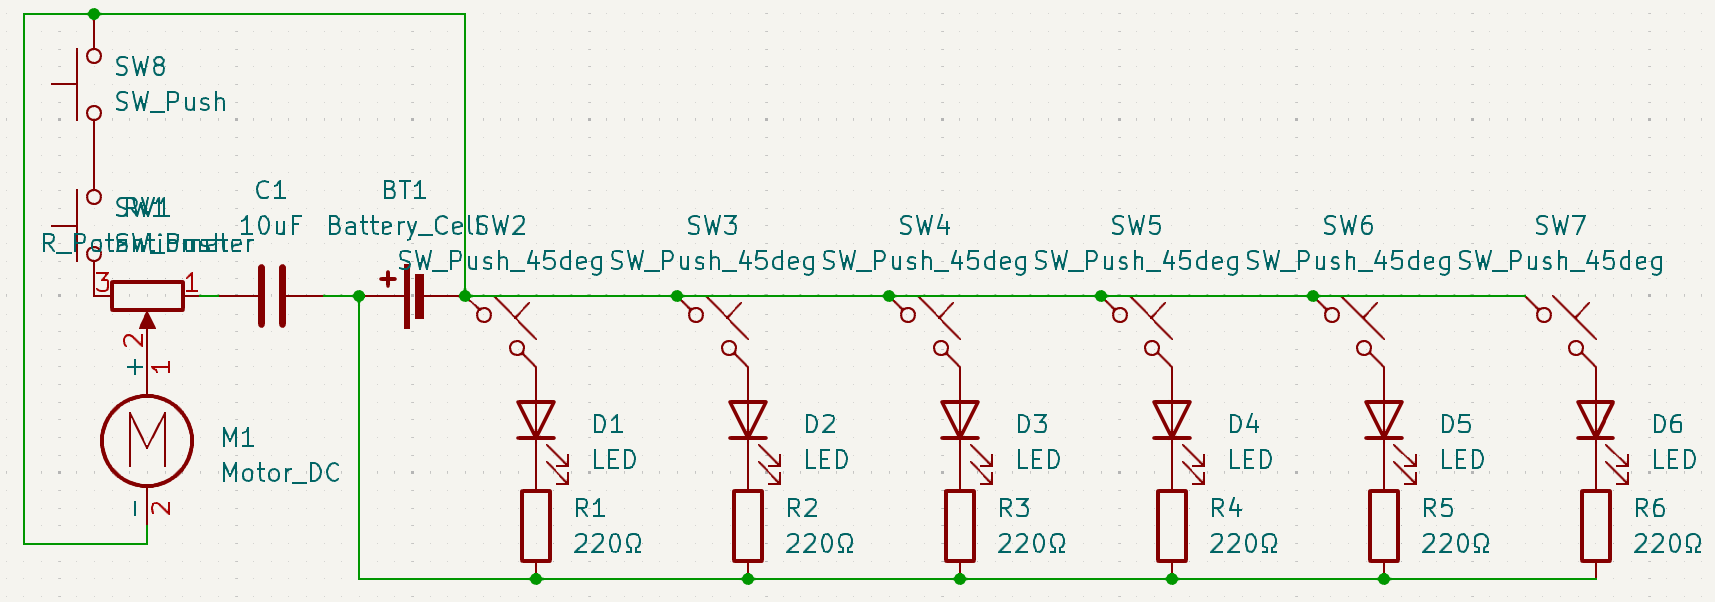 SW8
SW_Push
SW1
RV1
SW_Push
R_Potentiometer
3
1
2
C1
10uF
BT1
Battery_Cell
+
SW2
SW_Push_45deg
SW3
SW_Push_45deg
SW4
SW_Push_45deg
SW5
SW_Push_45deg
SW6
SW_Push_45deg
SW7
SW_Push_45deg
+
1
M
M1
Motor_DC
-
2
D1
LED
D2
LED
D3
LED
D4
LED
D5
LED
D6
LED
R1
220Ω
R2
220Ω
R3
220Ω
R4
220Ω
R5
220Ω
R6
220Ω